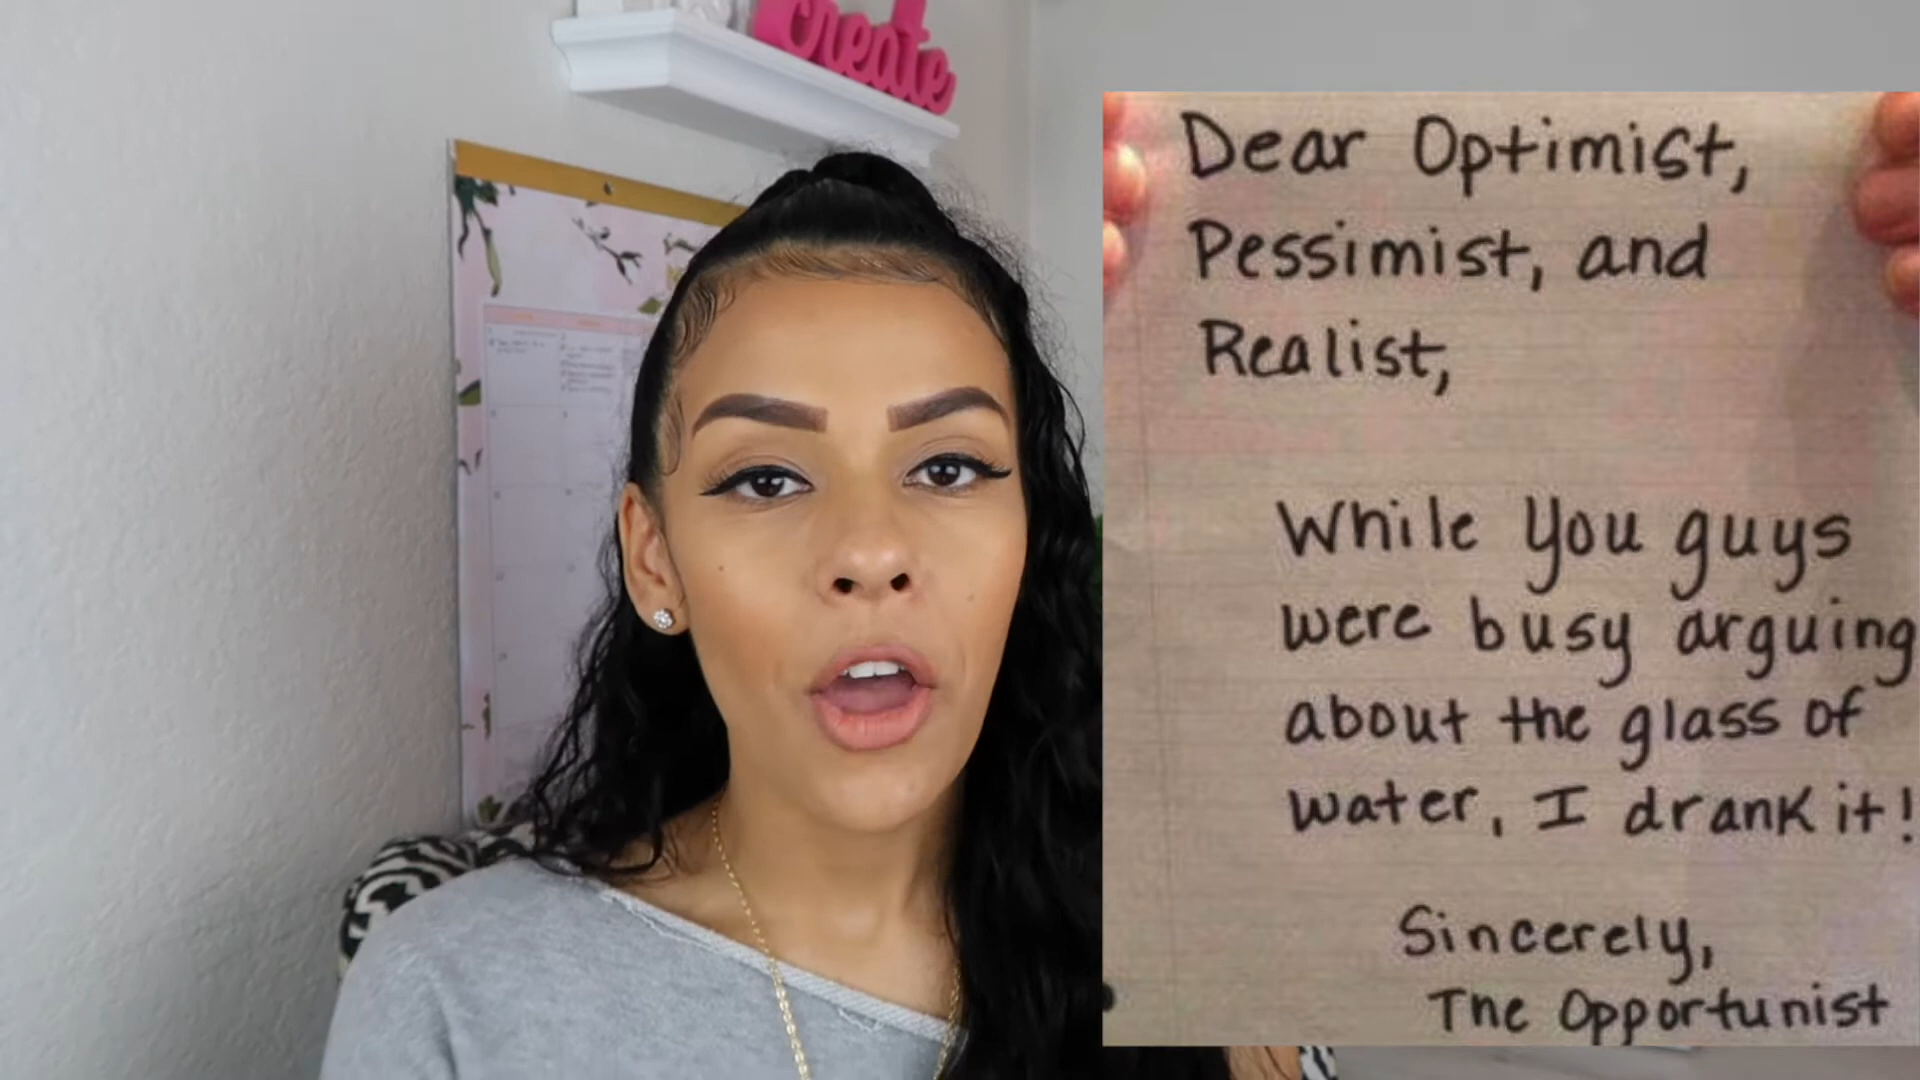 create
Dear Optimist,
Pessimist, and
Realist,
While you guys
were busy arguing
about the glass of
water, I drank it!
Sincerely,
The Opportunist